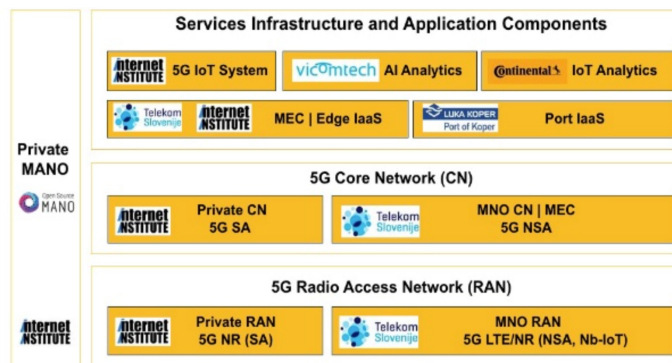 Services Infrastructure and Application Components
Internet INSTITUTE 5G IoT System
vicomtech AI Analytics
Continental IoT Analytics
Telekom Slovenije Internet INSTITUTE MEC | Edge IaaS
LUKA KOPER Port of Koper Port IaaS
Private
MANO
Open Source
MANO
5G Core Network (CN)
Internet INSTITUTE
Private CN
5G SA
Telekom Slovenije
MNO CN | MEC
5G NSA
5G Radio Access Network (RAN)
Internet INSTITUTE
Internet INSTITUTE
Private RAN
5G NR (SA)
Telekom Slovenije
MNO RAN
5G LTE/NR (NSA, Nb-IoT)